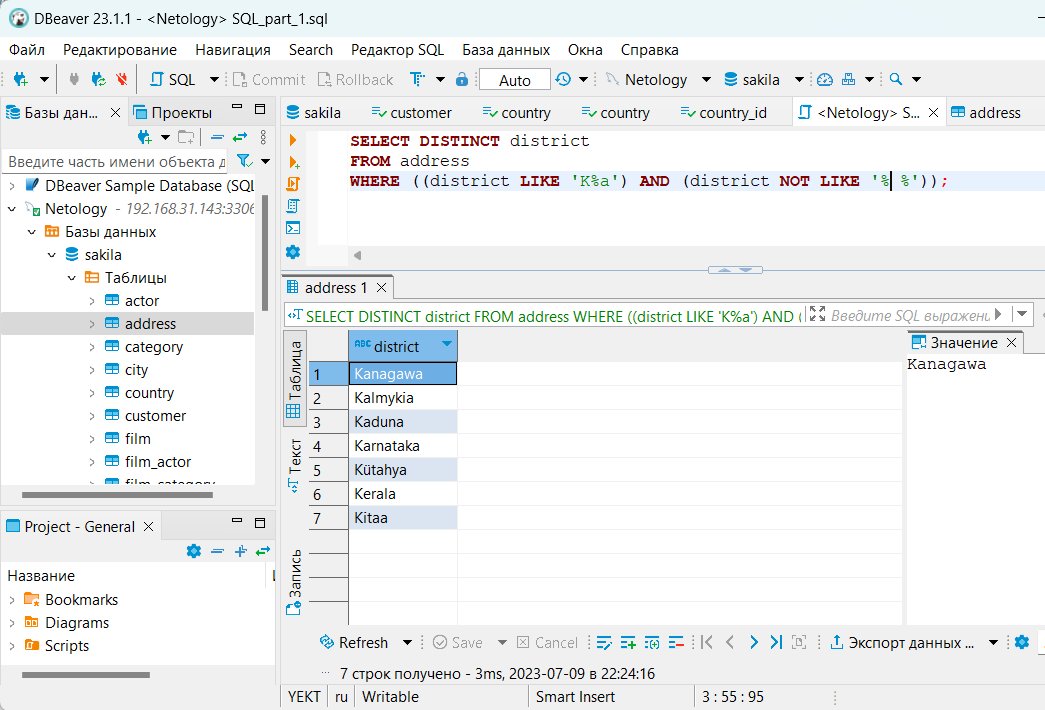 DBeaver 23.1.1 - <Netology> SQL_part_1.sql
Файл Редактирование Навигация Search Редактор SQL База данных Окна Справка
SQL Commit Rollback Auto Netology sakila
Базы дан... Проекты
Введите часть имени объекта д
DBeaver Sample Database (SQL
Netology - 192.168.31.143:3306
Базы данных
sakila
Таблицы
actor
address
category
city
country
customer
film
film_actor
film_category
Project - General
Название
Bookmarks
Diagrams
Scripts
sakila customer country country country_id <Netology> S... address
SELECT DISTINCT district
FROM address
WHERE ((district LIKE 'K%a') AND (district NOT LIKE '% %'));
address 1
SELECT DISTINCT district FROM address WHERE ((district LIKE 'K%a') AND ( Введите SQL выражени
Таблица
Текст
Запись
ABC district
1 Kanagawa
2 Kalmykia
3 Kaduna
4 Karnataka
5 Kütahya
6 Kerala
7 Kitaa
Значение
Kanagawa
Refresh Save Cancel Экспорт данных ...
7 строк получено - 3ms, 2023-07-09 в 22:24:16
YEKT ru Writable Smart Insert 3 : 55 : 95